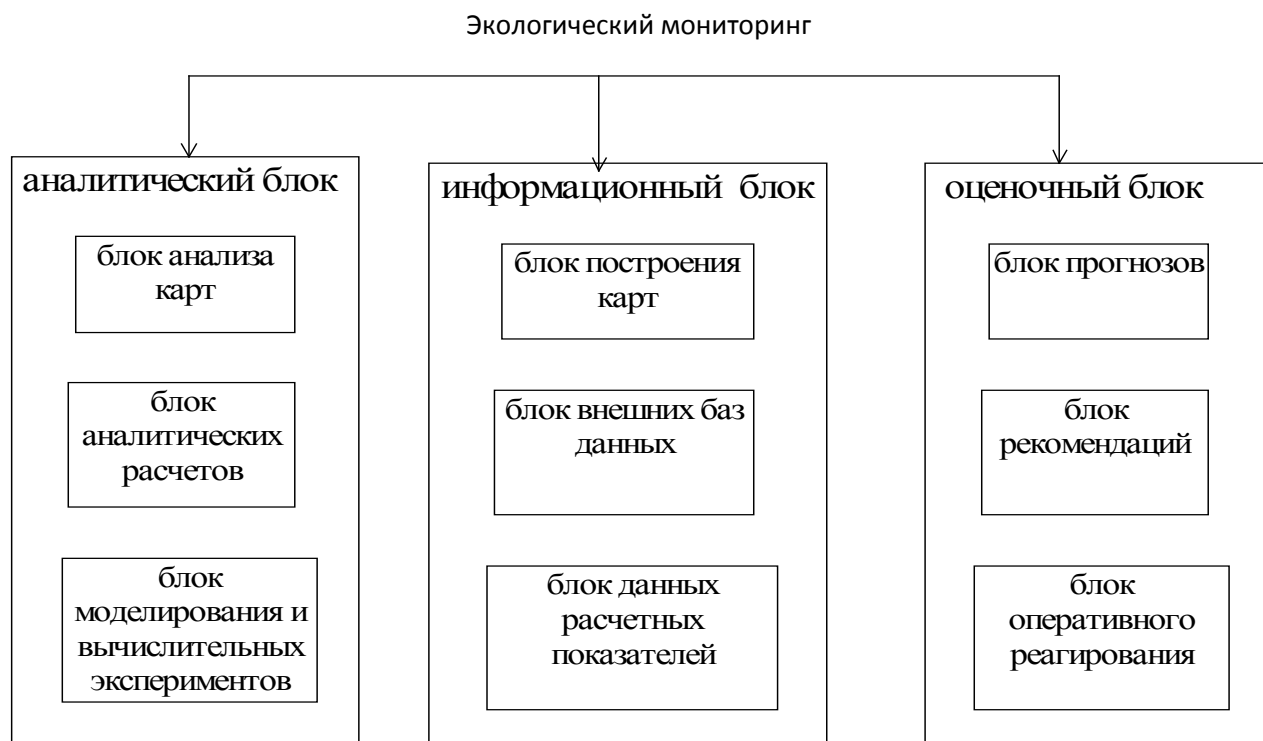 Экологический мониторинг
аналитический блок
блок анализа
карт
блок
аналитических
расчетов
блок
моделирования и
вычислительных
экспериментов
информационный блок
блок построения
карт
блок внешних баз
данных
блок данных
расчетных
показателей
оценочный блок
блок прогнозов
блок
рекомендаций
блок
оперативного
реагирования